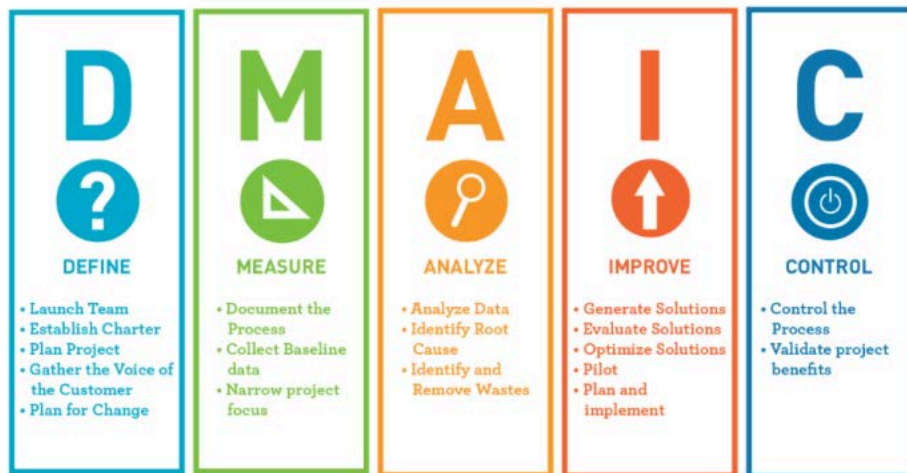 D
DEFINE
• Launch Team
• Establish Charter
• Plan Project
• Gather the Voice of
the Customer
• Plan for Change
M
MEASURE
• Document the
Process
• Collect Baseline
data
• Narrow project
focus
A
ANALYZE
• Analyze Data
• Identify Root
Cause
• Identify and
Remove Wastes
I
IMPROVE
• Generate Solutions
• Evaluate Solutions
• Optimize Solutions
• Pilot
• Plan and
implement
C
CONTROL
• Control the
Process
• Validate project
benefits